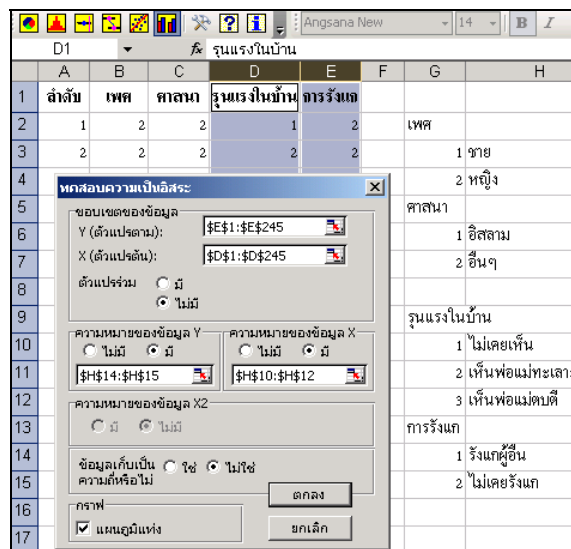 Angsana New 14 B I
D1 fx รุนแรงในบ้าน
A B C D E F G H
1 ลำดับ เพศ ศาสนา รุนแรงในบ้าน การรังแก
2 1 2 2 1 2 เพศ
3 2 2 2 2 2 1 ชาย
4 2 หญิง
ทดสอบความเป็นอิสระ
5 ศาสนา
ขอบเขตของข้อมูล
6 1 อิสลาม
Y (ตัวแปรตาม): $E$1:$E$245
7 2 อื่นๆ
X (ตัวแปรต้น): $D$1:$D$245
8
ตัวแปรร่วม มี
ไม่มี
9 รุนแรงในบ้าน
ความหมายของข้อมูล Y ความหมายของข้อมูล X
10 1 ไม่เคยเห็น
ไม่มี มี ไม่มี มี
11 2 เห็นพ่อแม่ทะเลาะ
$H$14:$H$15 $H$10:$H$12
12 3 เห็นพ่อแม่ตบตี
ความหมายของข้อมูล X2
13 การรังแก
มี ไม่มี
14 1 รังแกผู้อื่น
ข้อมูลเก็บเป็น ใช่ ไม่ใช่
ความถี่หรือไม่
15 2 ไม่เคยรังแก
ตกลง
16
กราฟ
แผนภูมิแท่ง ยกเลิก
17